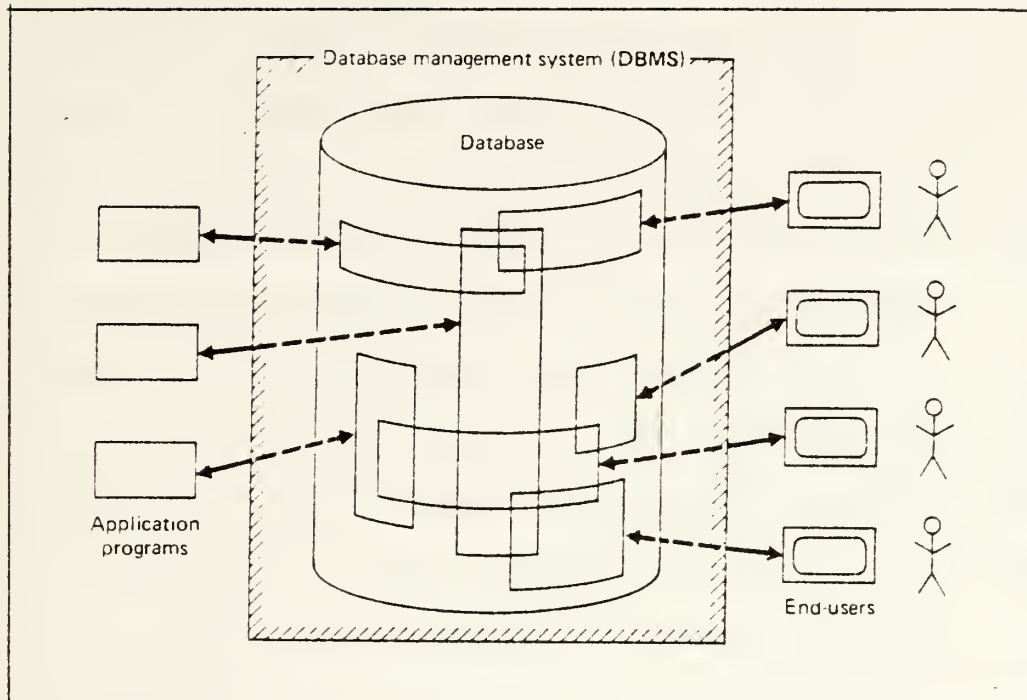 Database management system (DBMS)
Database
Application
programs
End-users